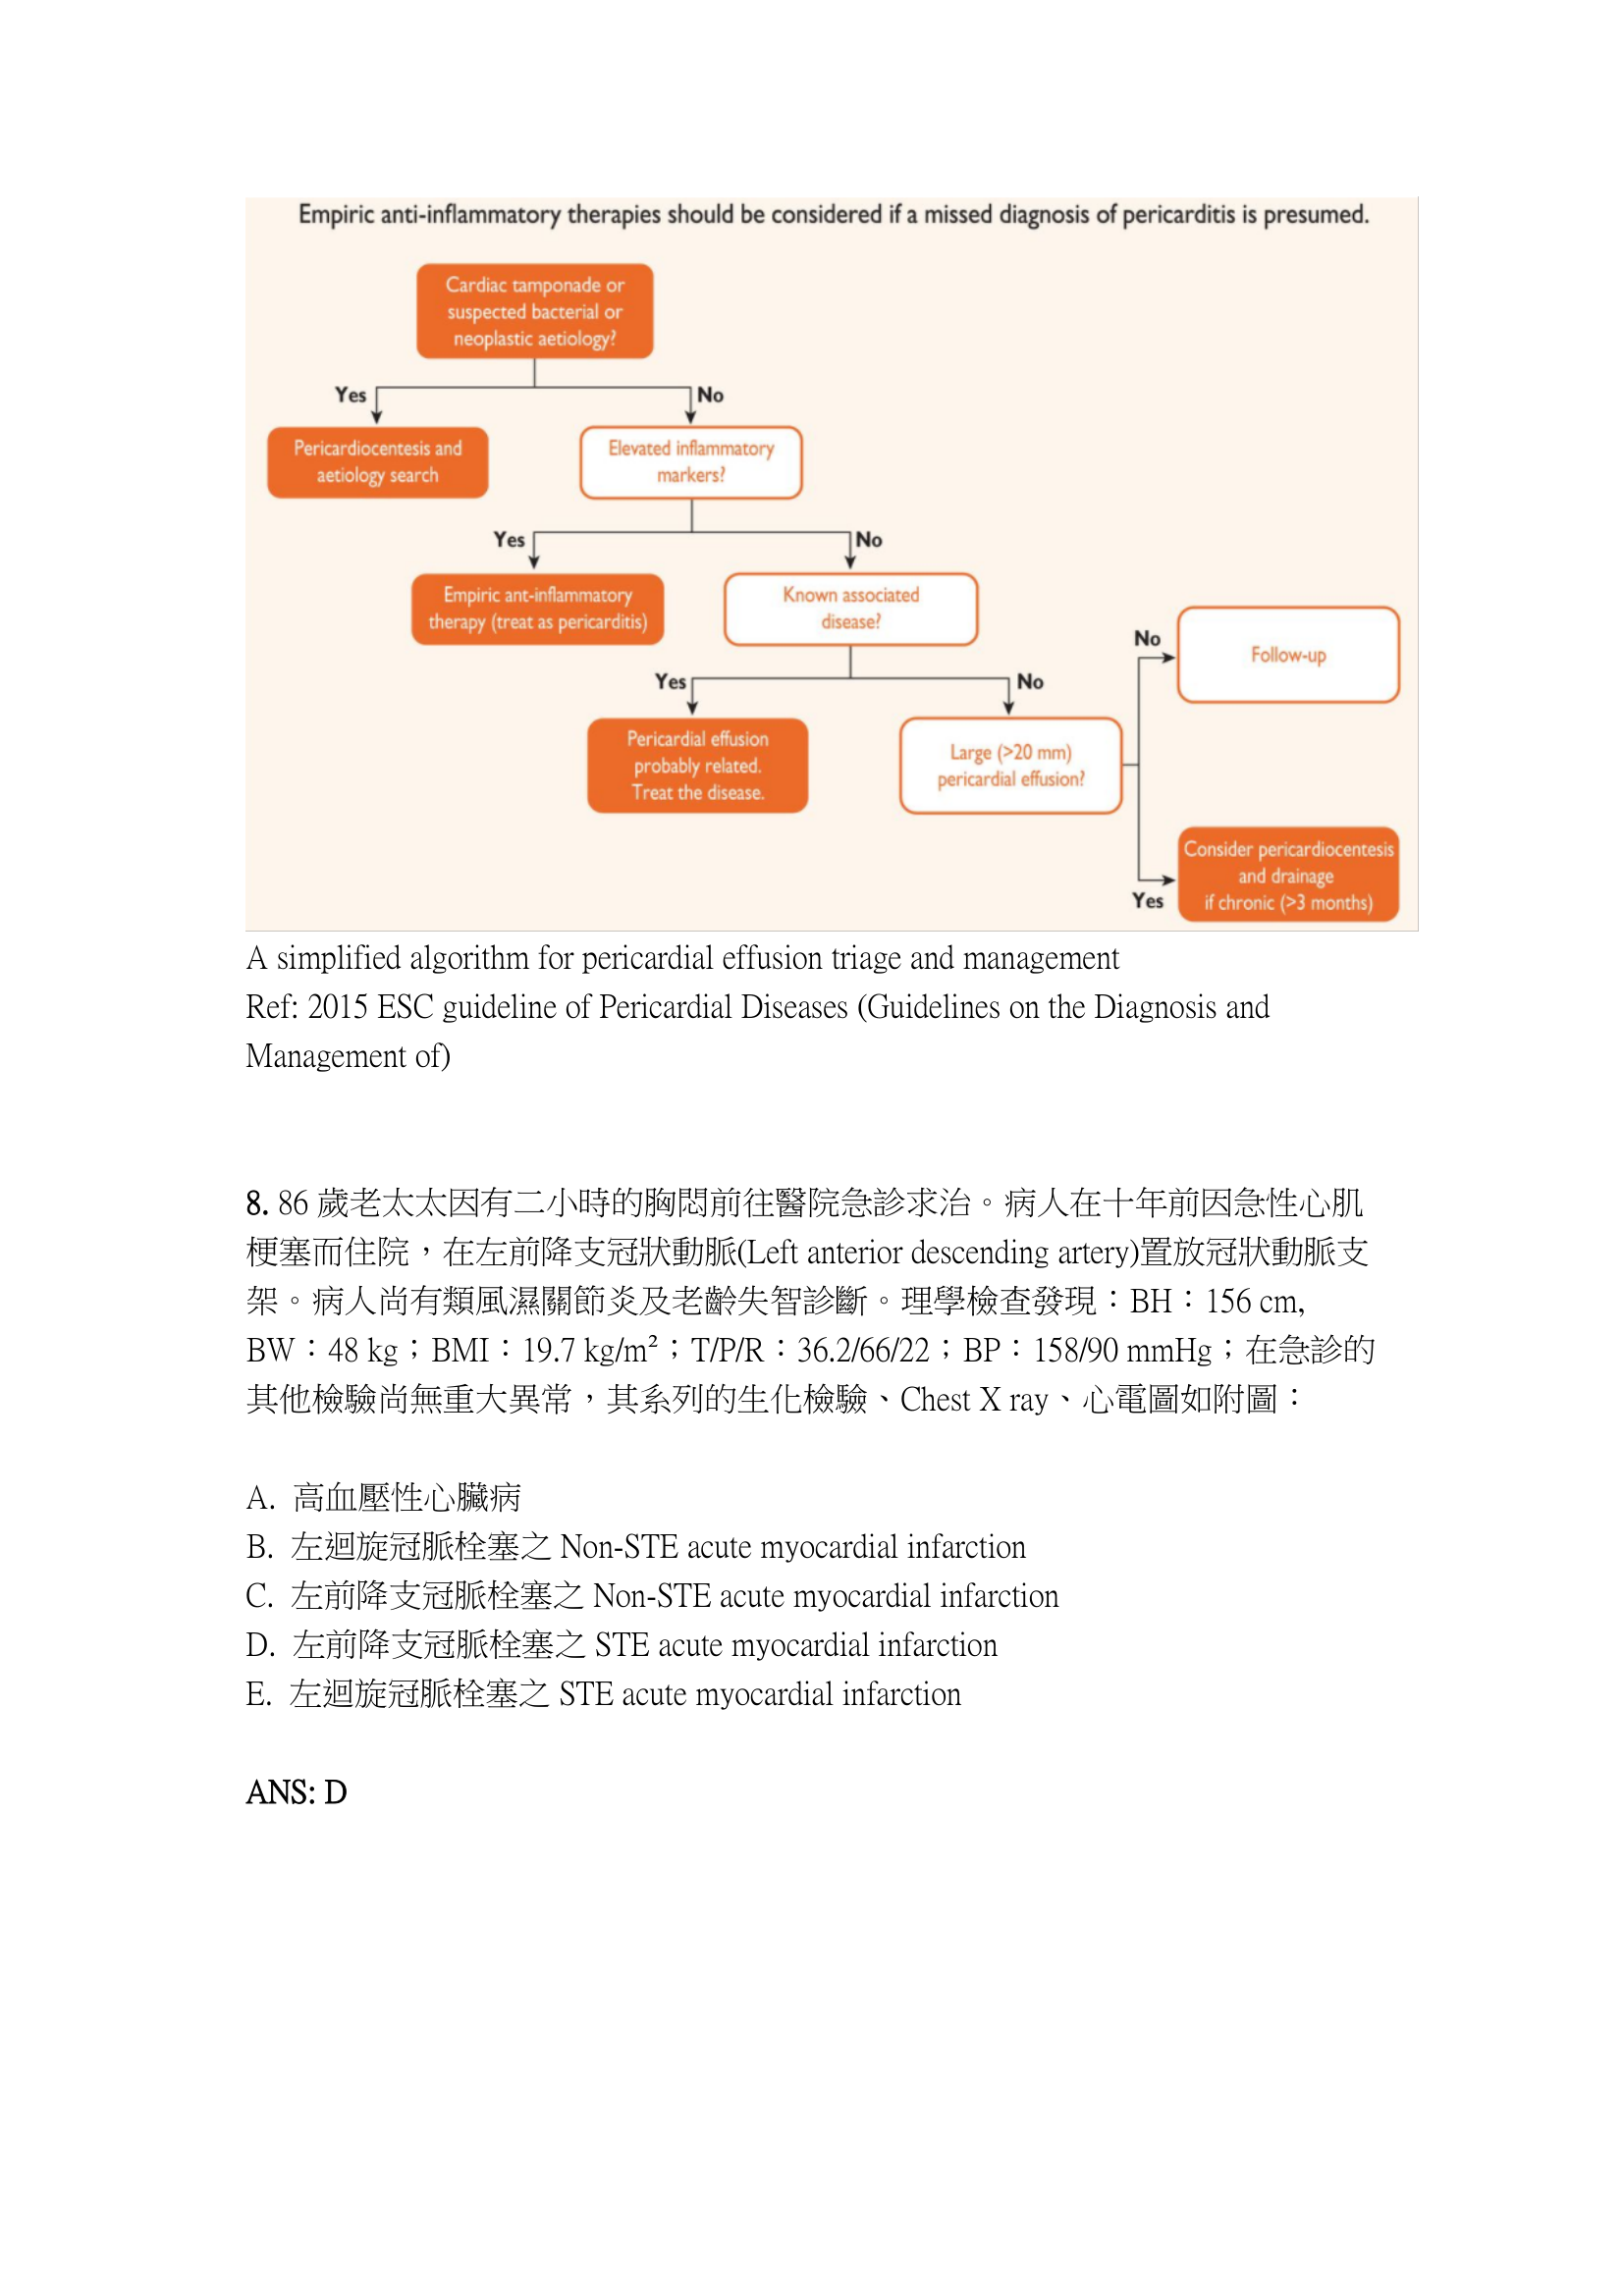 Empiric anti-inflammatory therapies should be considered if a missed diagnosis of pericarditis is presumed.
Cardiac tamponade or
suspected bacterial or
neoplastic aetiology?
Yes
No
Pericardiocentesis and
aetiology search
Elevated inflammatory
markers?
Yes
No
Empiric ant-inflammatory
therapy (treat as pericarditis)
Known associated
disease?
No
Follow-up
Yes
No
Pericardial effusion
probably related.
Treat the disease.
Large (>20 mm)
pericardial effusion?
Yes
Consider pericardiocentesis
and drainage
if chronic (>3 months)
A simplified algorithm for pericardial effusion triage and management
Ref: 2015 ESC guideline of Pericardial Diseases (Guidelines on the Diagnosis and
Management of)
8. 86 歲老太太因有二小時的胸悶前往醫院急診求治。病人在十年前因急性心肌
梗塞而住院，在左前降支冠狀動脈(Left anterior descending artery)置放冠狀動脈支
架。病人尚有類風濕關節炎及老齡失智診斷。理學檢查發現：BH：156 cm,
BW：48 kg；BMI：19.7 kg/m²；T/P/R：36.2/66/22；BP：158/90 mmHg；在急診的
其他檢驗尚無重大異常，其系列的生化檢驗、Chest X ray、心電圖如附圖：
A. 高血壓性心臟病
B. 左迴旋冠脈栓塞之 Non-STE acute myocardial infarction
C. 左前降支冠脈栓塞之 Non-STE acute myocardial infarction
D. 左前降支冠脈栓塞之 STE acute myocardial infarction
E. 左迴旋冠脈栓塞之 STE acute myocardial infarction
ANS: D